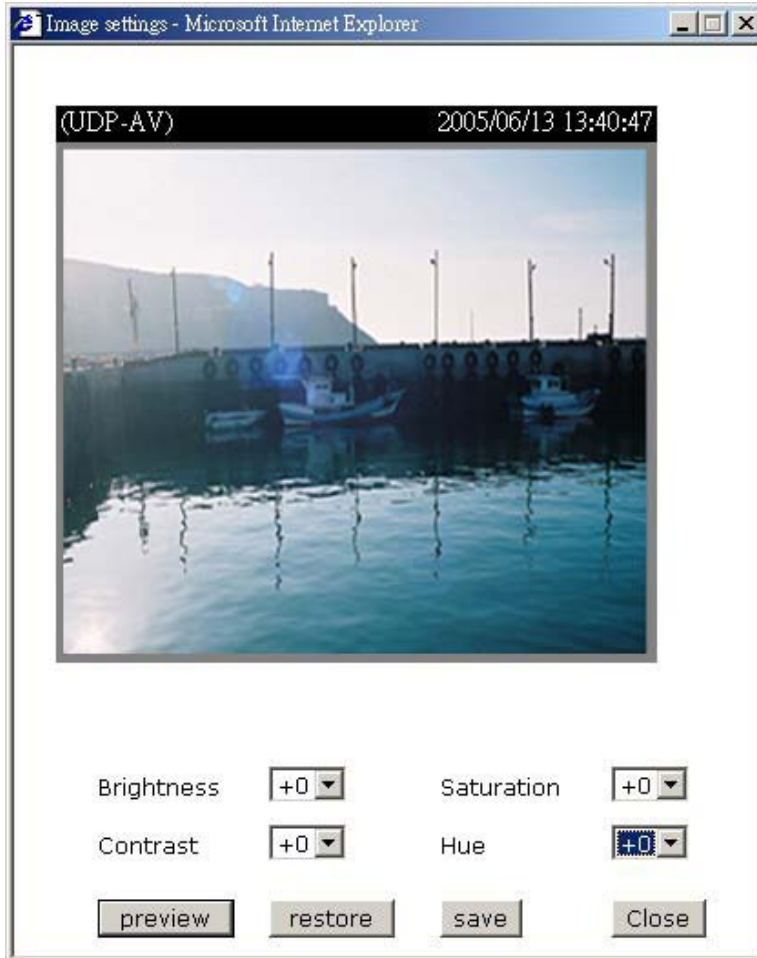 Image settings - Microsoft Internet Explorer
(UDP-AV) 2005/06/13 13:40:47
Brightness +0 Saturation +0
Contrast +0 Hue +0
preview restore save Close